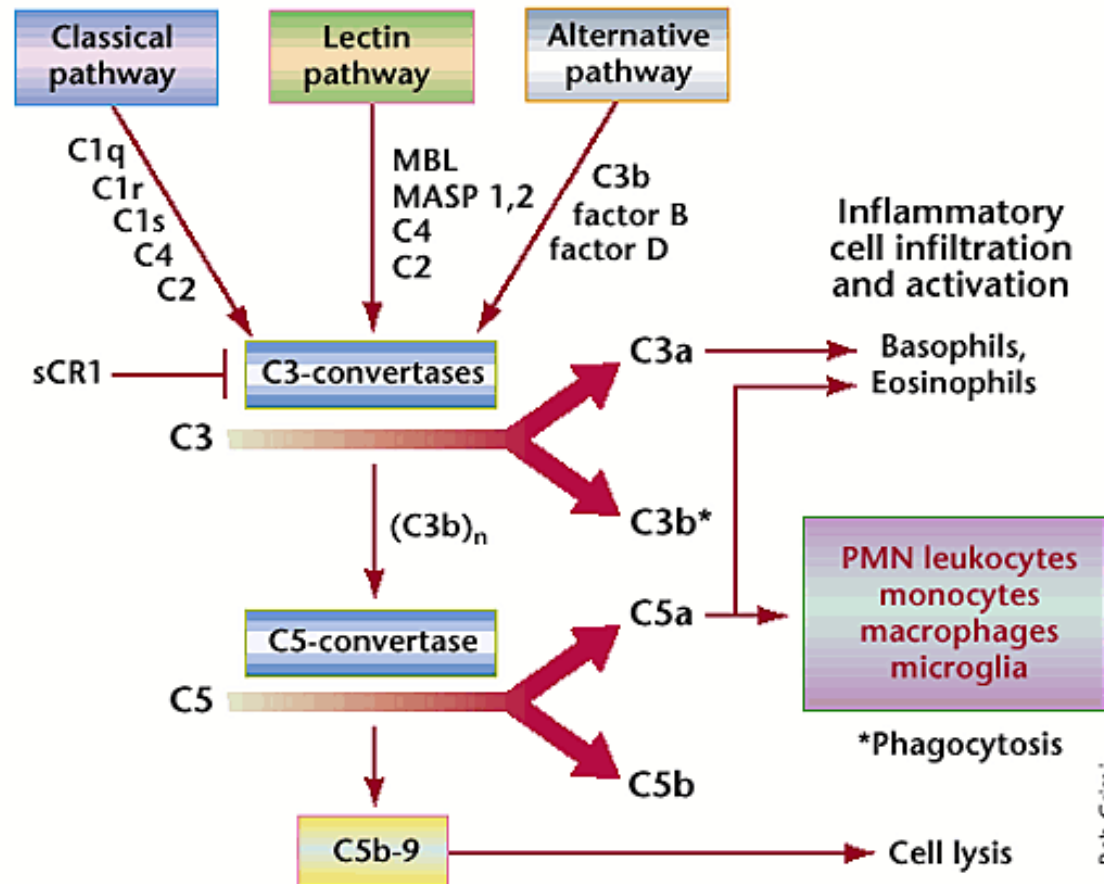 Classical
pathway
Lectin
pathway
Alternative
pathway
C1q
C1r
C1s
C4
C2
MBL
MASP 1,2
C4
C2
C3b
factor B
factor D
Inflammatory
cell infiltration
and activation
sCR1
C3-convertases
C3a
Basophils,
Eosinophils
C3
(C3b)n
C3b*
PMN leukocytes
monocytes
macrophages
microglia
C5-convertase
C5a
C5
*Phagocytosis
C5b
C5b-9
Cell lysis